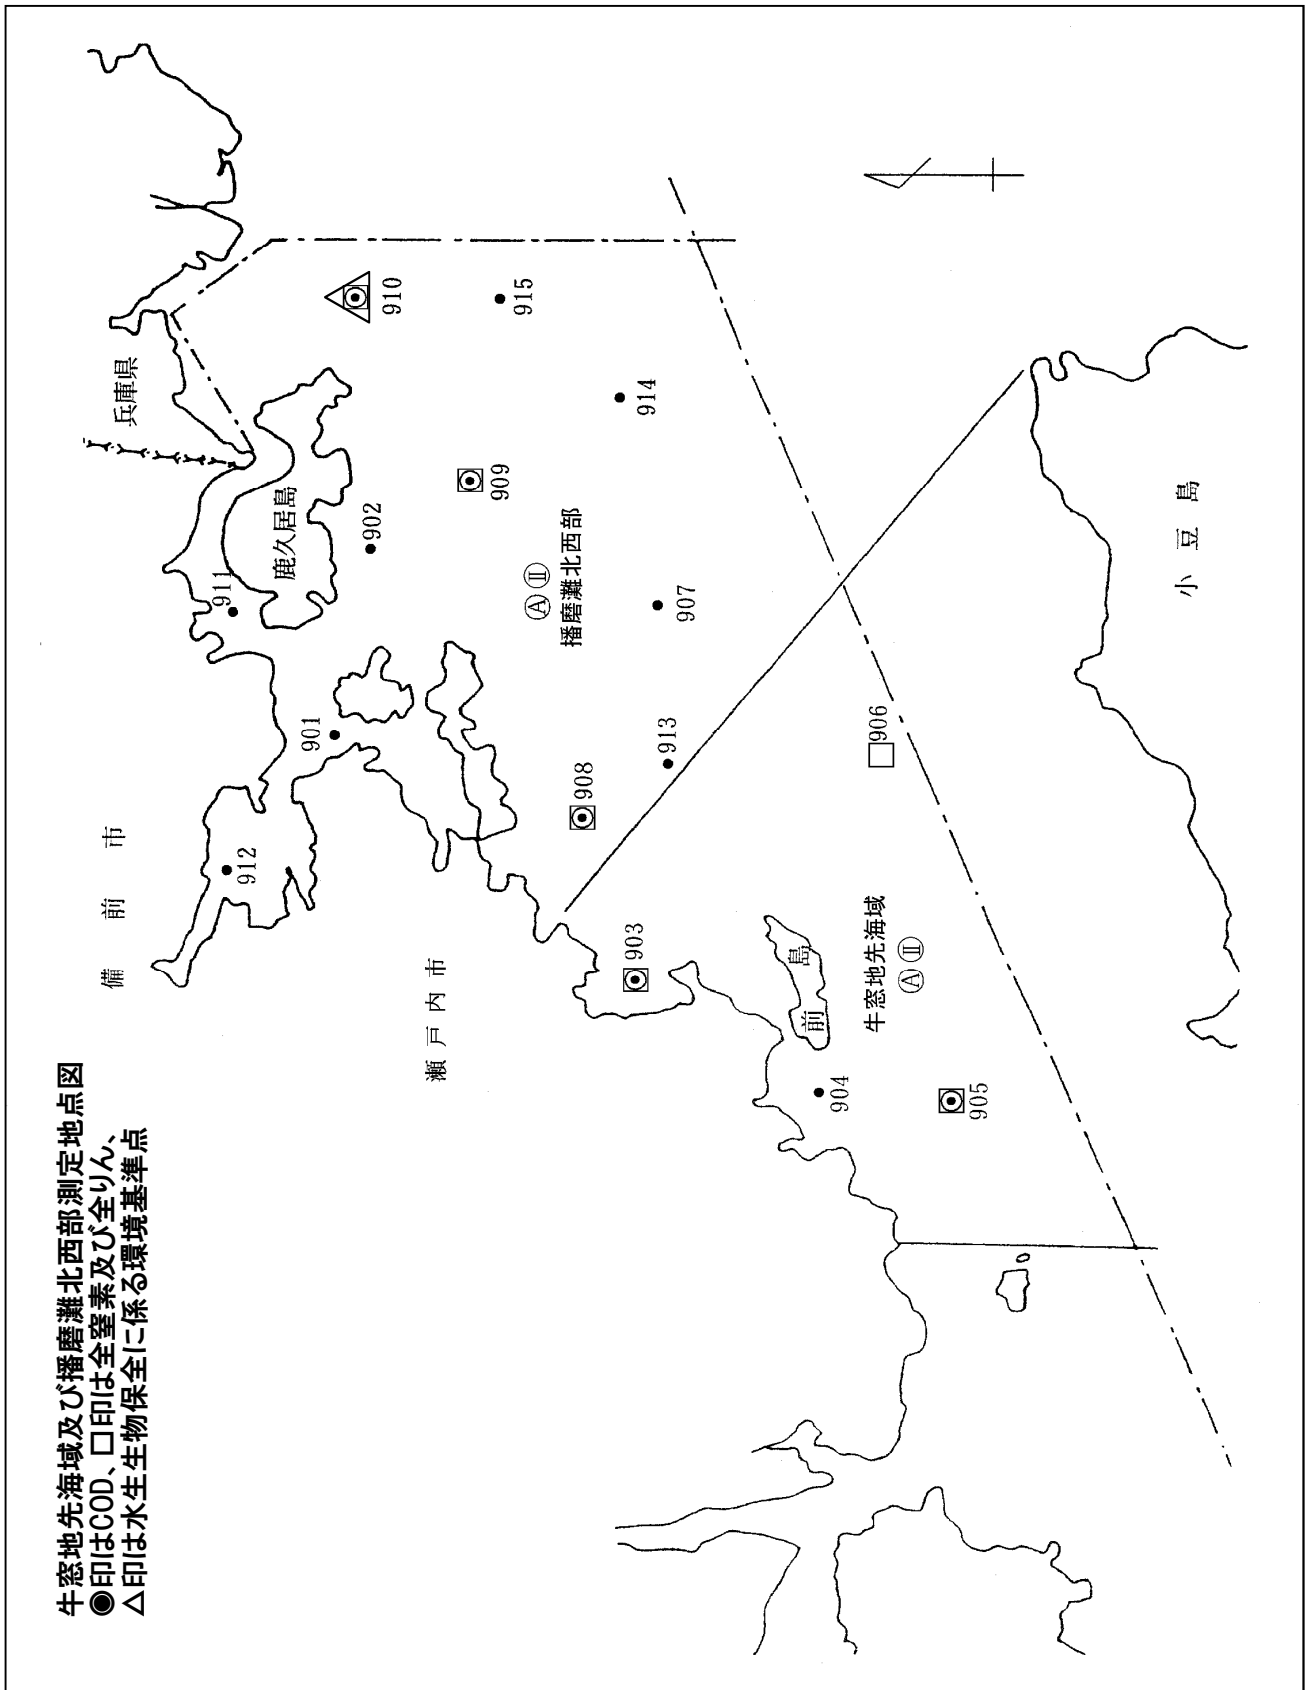 牛窓地先海域及び播磨灘北西部測定地点図
◉印はCOD、□印は全窒素及び全りん、
△印は水生生物保全に係る環境基準点
備前市
兵庫県
912
901
911
鹿久居島
902
910
915
瀬戸内市
908
Ⓐ Ⅱ
播磨灘北西部
909
914
907
913
903
904
前島
牛窓地先海域
Ⓐ Ⅱ
906
905
小豆島